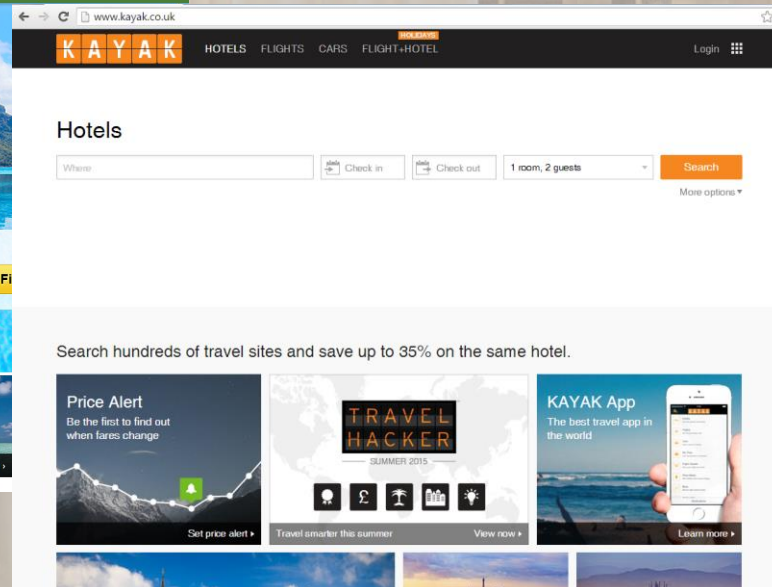 www.kayak.co.uk
KAYAK HOTELS FLIGHTS CARS HOLIDAYS FLIGHT+HOTEL Login
Hotels
Where Check in Check out 1 room, 2 guests Search
More options
Fi
Search hundreds of travel sites and save up to 35% on the same hotel.
Price Alert
Be the first to find out
when fares change
Set price alert
TRAVEL
HACKER
SUMMER 2015
£
Travel smarter this summer View now
KAYAK App
The best travel app in
the world
KAYAK
Learn more